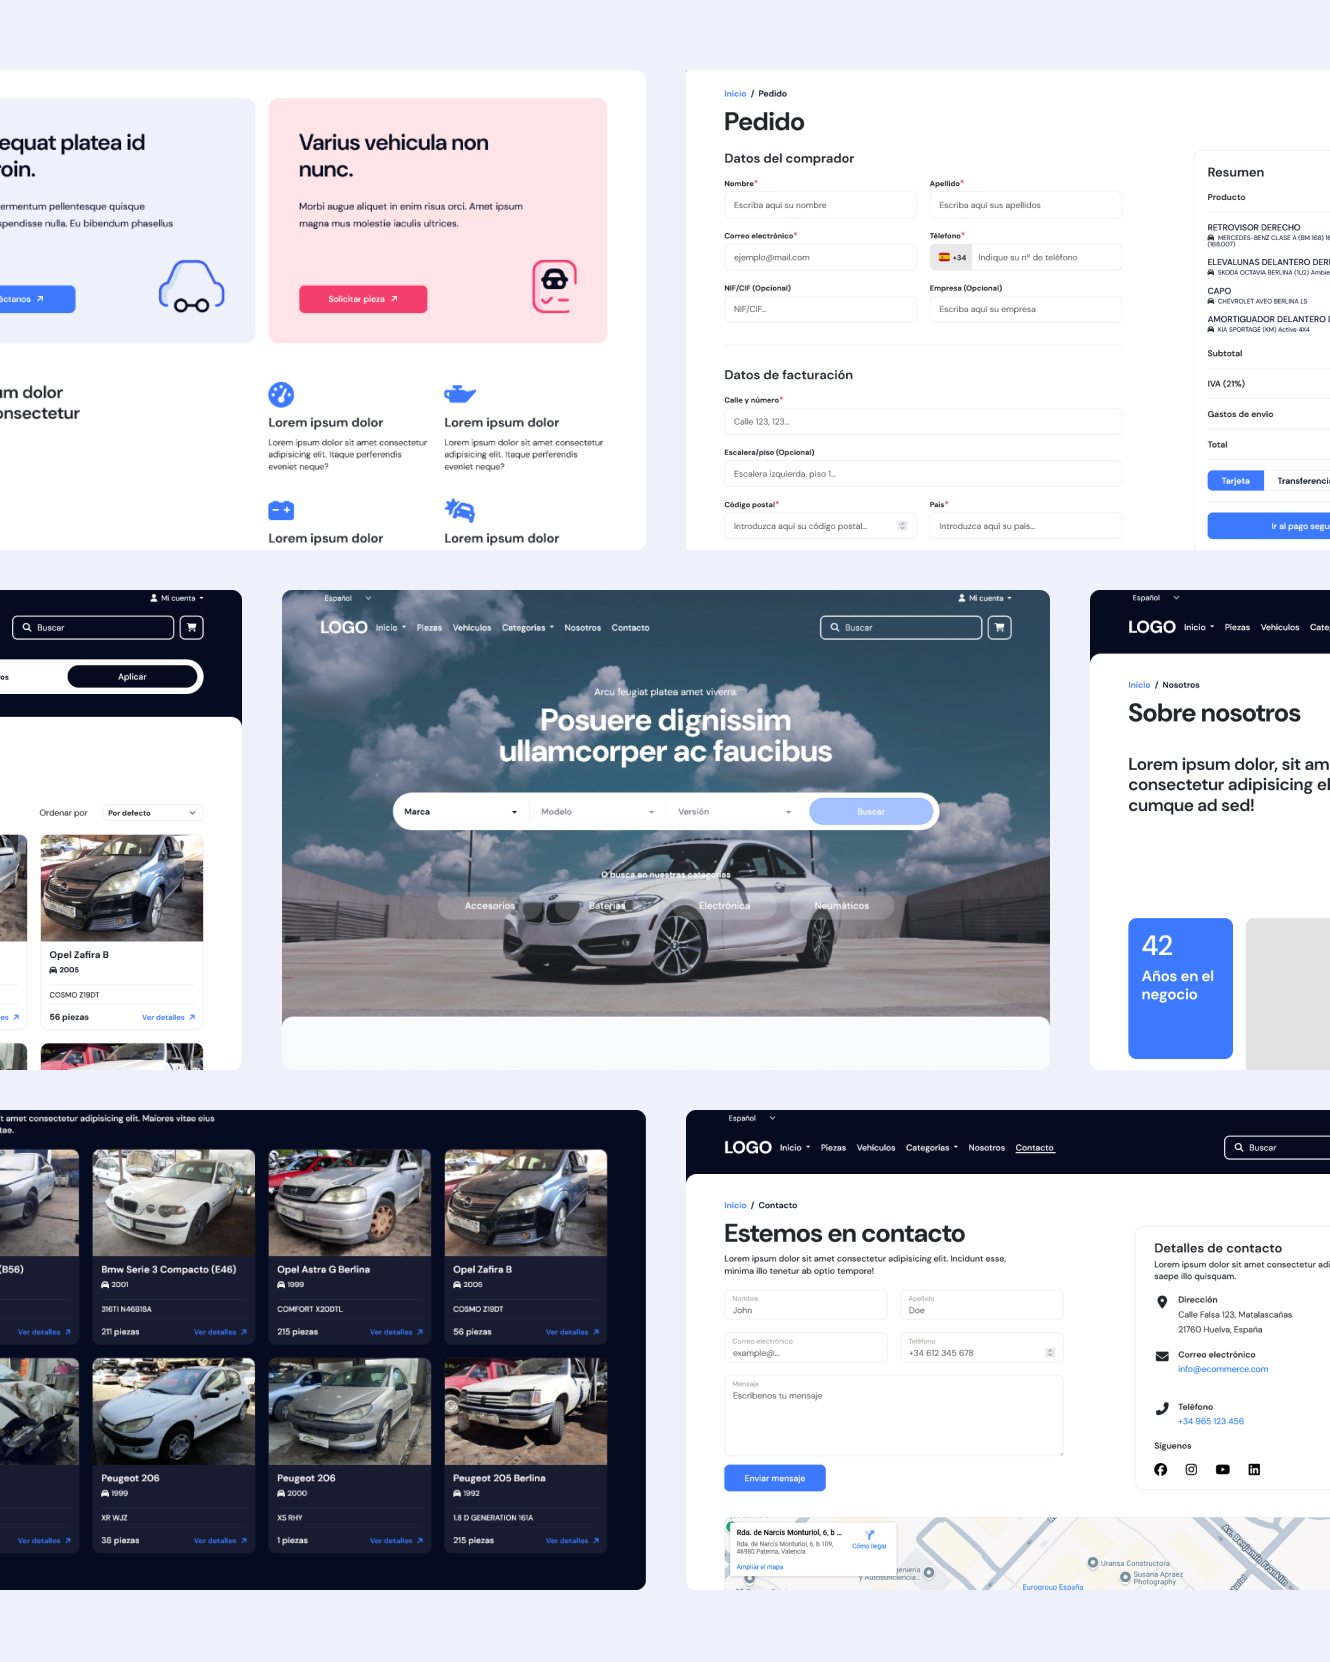 equat platea id
oin.
ermentum pellentesque quisque
spendisse nulla. Eu bibendum phasellus
áctanos
Varius vehicula non
nunc.
Morbi augue aliquet in enim risus orci. Amet ipsum
magna mus molestie iaculis ultrices.
Solicitar pieza
um dolor
onsectetur
Lorem ipsum dolor
Lorem ipsum dolor sit amet consectetur
adipisicing elit. Itaque perferendis
eveniet neque?
Lorem ipsum dolor
Lorem ipsum dolor sit amet consectetur
adipisicing elit. Itaque perferendis
eveniet neque?
Lorem ipsum dolor
Lorem ipsum dolor
Inicio / Pedido
Pedido
Datos del comprador
Nombre*
Escriba aquí su nombre
Apellido*
Escriba aquí sus apellidos
Correo electrónico*
ejemplo@mail.com
Télefono*
+34 Indique su nº de teléfono
NIF/CIF (Opcional)
NIF/CIF...
Empresa (Opcional)
Escriba aquí su empresa
Datos de facturación
Calle y número*
Calle 123, 123...
Escalera/piso (Opcional)
Escalera izquierda, piso 1...
Código postal*
Introduzca aquí su código postal...
País*
Introduzca aquí su país...
Resumen
Producto
RETROVISOR DERECHO
MERCEDES-BENZ CLASE A (BM 168) 16
(168.007)
ELEVALUNAS DELANTERO DER
SKODA OCTAVIA BERLINA (1U2) Ambie
CAPO
CHEVROLET AVEO BERLINA LS
AMORTIGUADOR DELANTERO D
KIA SPORTAGE (KM) Active 4X4
Subtotal
IVA (21%)
Gastos de envío
Total
Tarjeta Transferencia
Ir al pago segu
Mi cuenta
Buscar
os Aplicar
Ordenar por Por defecto
es
Opel Zafira B
2005
COSMO Z19DT
56 piezas Ver detalles
Español Mi cuenta
LOGO Inicio Piezas Vehículos Categorías Nosotros Contacto Buscar
Arcu feugiat platea amet viverra.
Posuere dignissim
ullamcorper ac faucibus
Marca Modelo Versión Buscar
O busca en nuestras categorías
Accesorios Baterías Electrónica Neumáticos
Español
LOGO Inicio Piezas Vehículos Cate
Inicio / Nosotros
Sobre nosotros
Lorem ipsum dolor, sit am
consectetur adipisicing el
cumque ad sed!
42
Años en el
negocio
t amet consectetur adipisicing elit. Maiores vitae eius
tae.
(B56)
Ver detalles
Bmw Serie 3 Compacto (E46)
2001
316TI N46B18A
211 piezas Ver detalles
Opel Astra G Berlina
1999
COMFORT X20DTL
215 piezas Ver detalles
Opel Zafira B
2005
COSMO Z19DT
56 piezas Ver detalles
Ver detalles
Peugeot 206
1999
XR WJZ
38 piezas Ver detalles
Peugeot 206
2000
XS RHY
1 piezas Ver detalles
Peugeot 205 Berlina
1992
1.8 D GENERATION 161A
215 piezas Ver detalles
Español
LOGO Inicio Piezas Vehículos Categorías Nosotros Contacto Buscar
Inicio / Contacto
Estemos en contacto
Lorem ipsum dolor sit amet consectetur adipisicing elit. Incidunt esse,
minima illo tenetur ab optio tempore!
Nombre
John
Apellido
Doe
Correo electrónico
example@...
Teléfono
+34 612 345 678
Mensaje
Escríbenos tu mensaje
Enviar mensaje
Detalles de contacto
Lorem ipsum dolor sit amet consectetur adi
saepe illo quisquam.
Dirección
Calle Falsa 123, Matalascañas
21760 Huelva, España
Correo electrónico
info@ecommerce.com
Teléfono
+34 965 123 456
Síguenos
Rda. de Narcís Monturiol, 6, b ...
Rda. de Narcís Monturiol, 6, b 109,
46980 Paterna, Valencia
Ampliar el mapa
Cómo llegar
geniería
y Autosuficiencia...
Uransa Constructora
Susana Apraez
Photography
Eurogroup España
Av. Benjamin Franklin